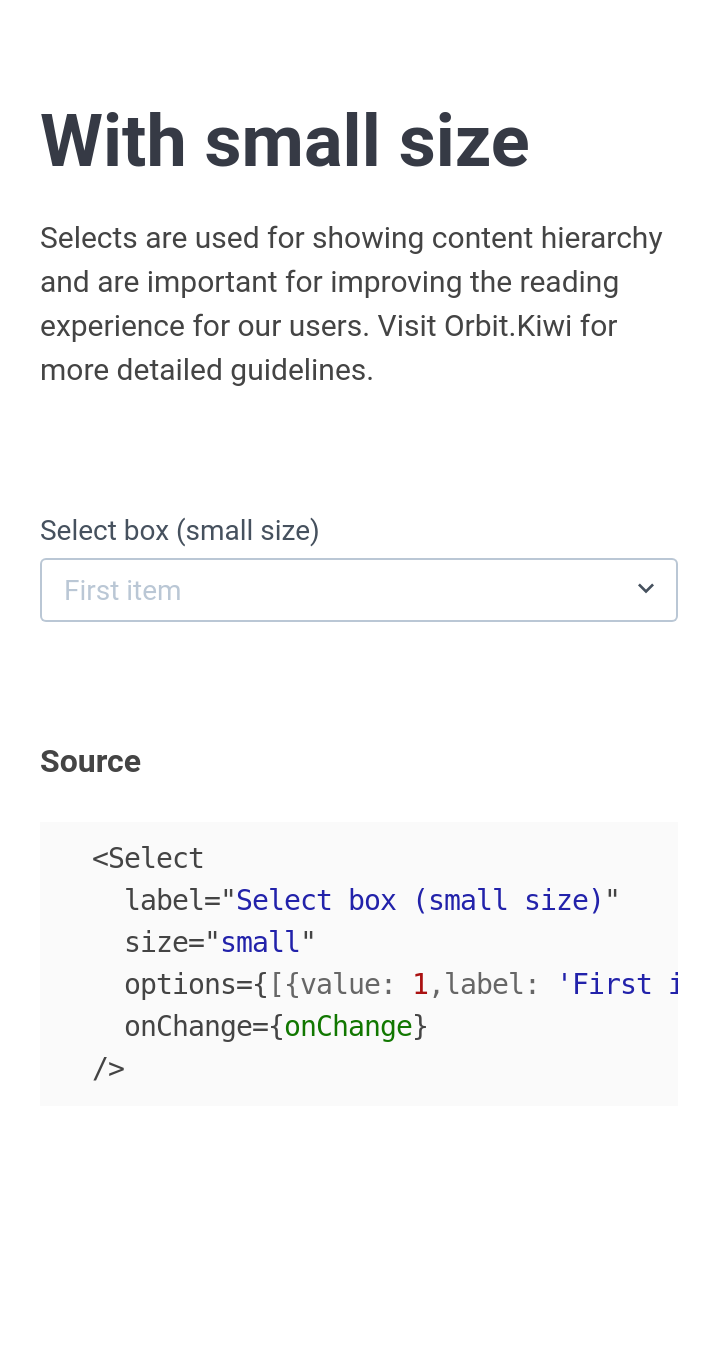 With small size
Selects are used for showing content hierarchy
and are important for improving the reading
experience for our users. Visit Orbit.Kiwi for
more detailed guidelines.
Select box (small size)
First item
Source
<Select
label="Select box (small size)"
size="small"
options={[{value: 1,label: 'First i
onChange={onChange}
/>